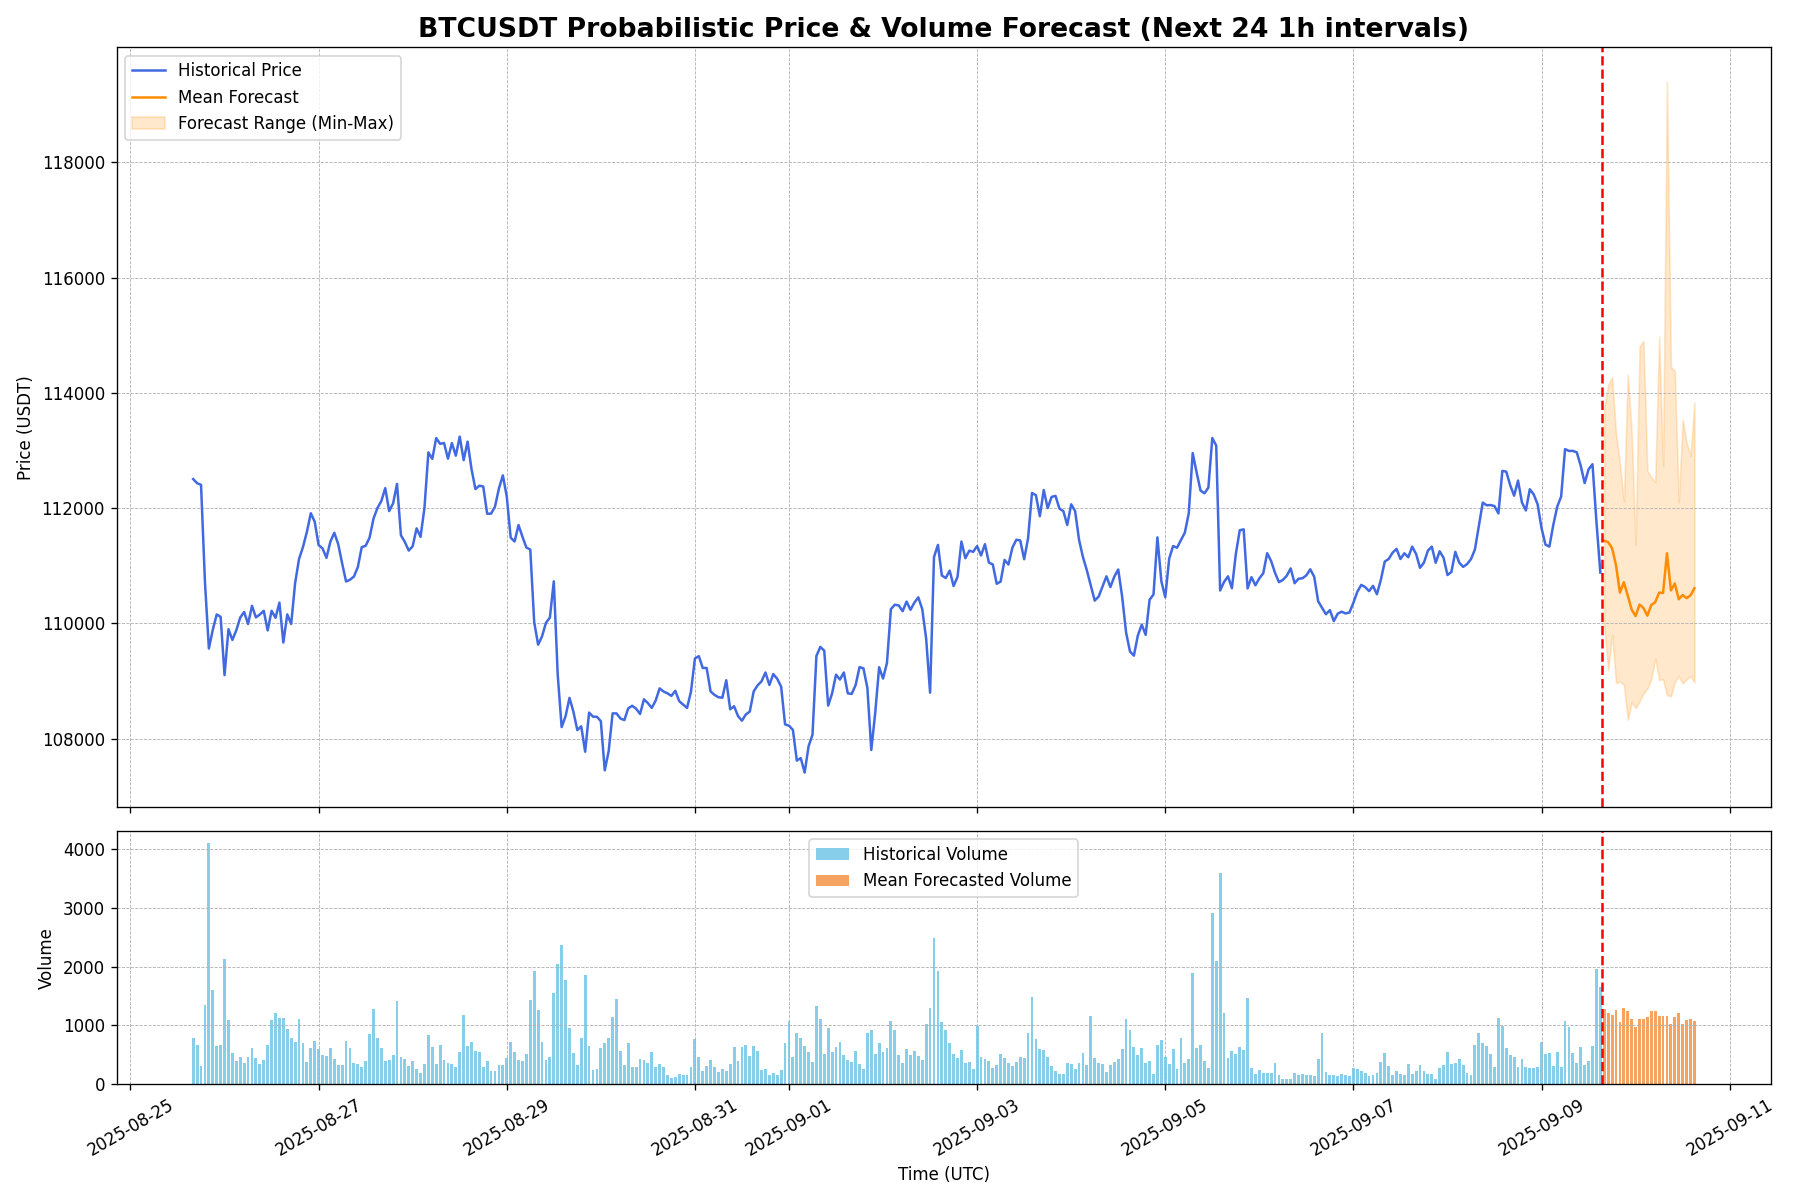 BTCUSDT Probabilistic Price & Volume Forecast (Next 24 1h intervals)
Historical Price
Mean Forecast
Forecast Range (Min-Max)
118000
116000
114000
112000
110000
108000
Price (USDT)
Historical Volume
Mean Forecasted Volume
4000
3000
2000
1000
0
Volume
2025-08-25
2025-08-27
2025-08-29
2025-08-31
2025-09-01
2025-09-03
2025-09-05
2025-09-07
2025-09-09
2025-09-11
Time (UTC)